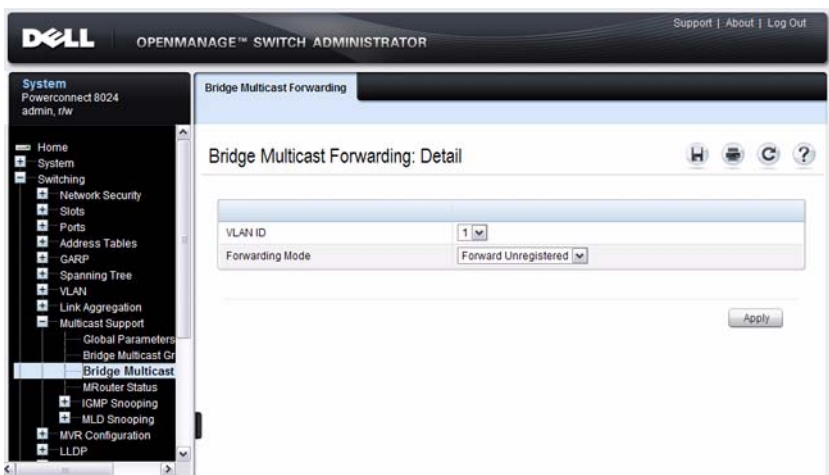 Support | About | Log Out
DELL OPENMANAGE™ SWITCH ADMINISTRATOR
System
Powerconnect 8024
admin, r/w
Home
System
Switching
Network Security
Slots
Ports
Address Tables
GARP
Spanning Tree
VLAN
Link Aggregation
Multicast Support
Global Parameters
Bridge Multicast Gr
Bridge Multicast
MRouter Status
IGMP Snooping
MLD Snooping
MVR Configuration
LLDP
Bridge Multicast Forwarding
Bridge Multicast Forwarding: Detail
?
VLAN ID 1
Forwarding Mode Forward Unregistered
Apply